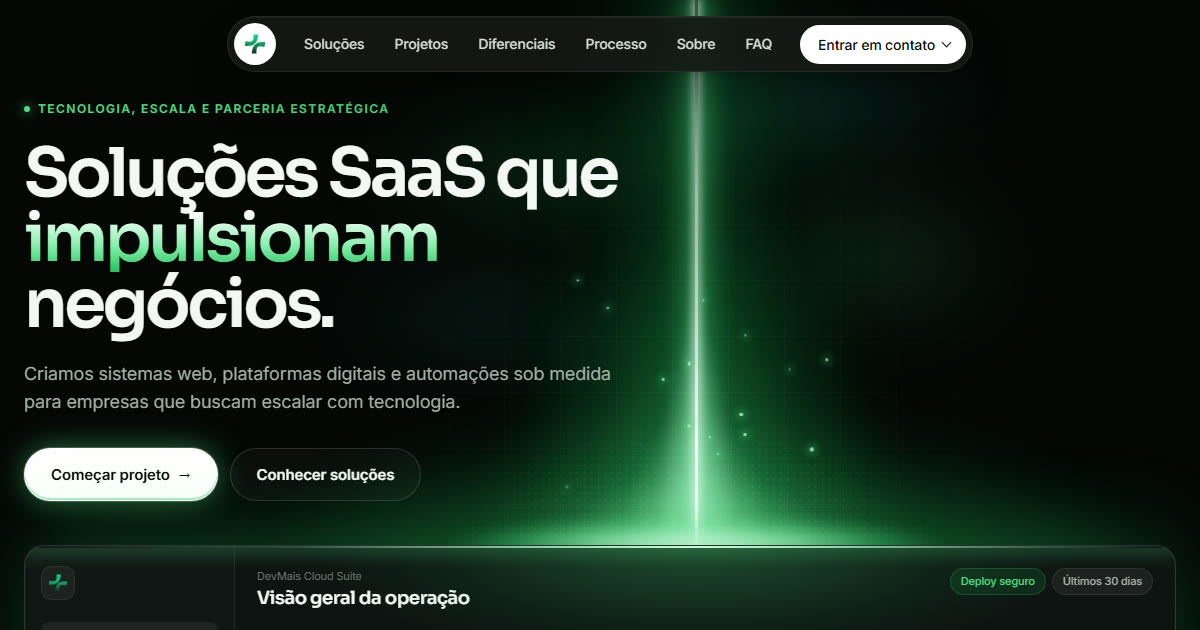 Soluções
Projetos
Diferenciais
Processo
Sobre
FAQ
Entrar em contato
TECNOLOGIA, ESCALA E PARCERIA ESTRATÉGICA
Soluções SaaS que
impulsionam
negócios.
Criamos sistemas web, plataformas digitais e automações sob medida
para empresas que buscam escalar com tecnologia.
Começar projeto →
Conhecer soluções
DevMais Cloud Suite
Visão geral da operação
Deploy seguro
Últimos 30 dias